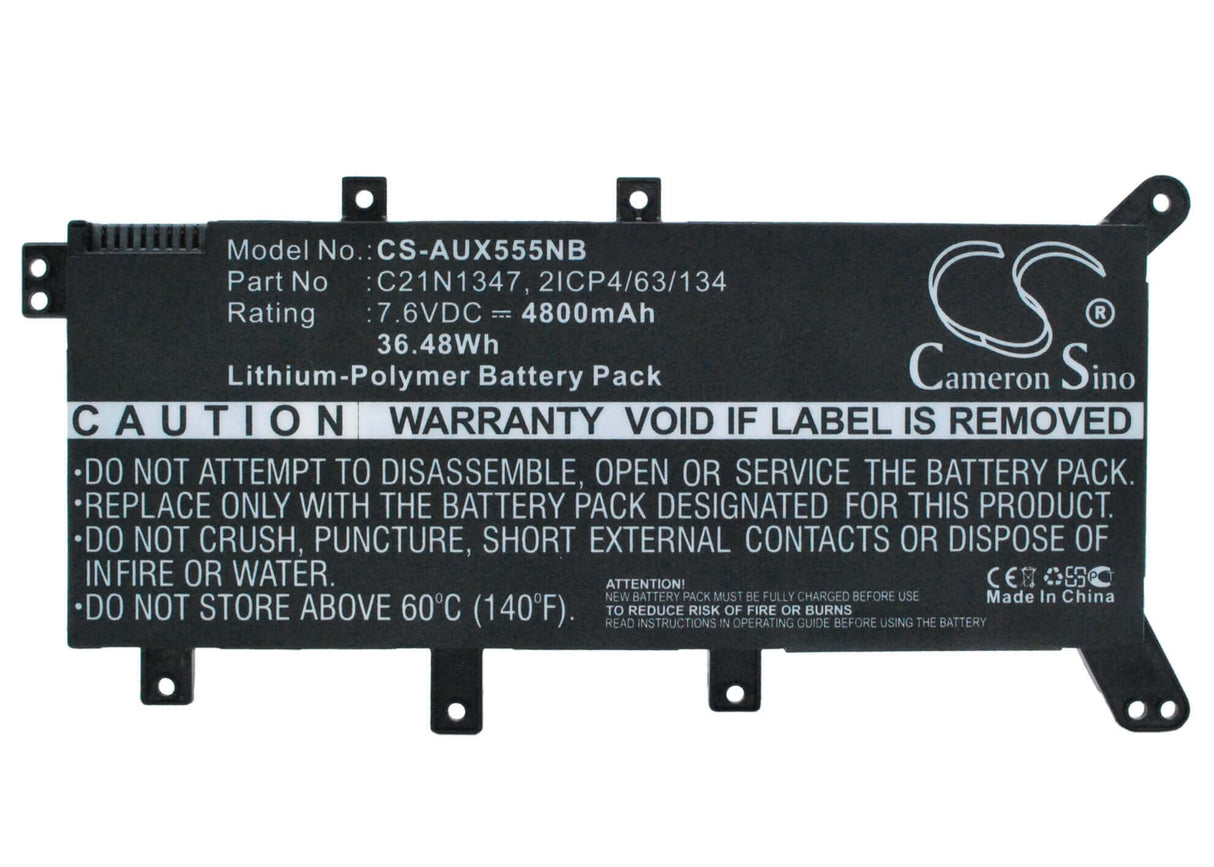 Model No.: CS-AUX555NB
Part No : C21N1347, 2ICP4/63/134
Rating : 7.6VDC ⎓ 4800mAh
36.48Wh
Lithium-Polymer Battery Pack
CS ®
Cameron Sino
CAUTION WARRANTY VOID IF LABEL IS REMOVED
·DO NOT ATTEMPT TO DISASSEMBLE, OPEN OR SERVICE THE BATTERY PACK.
·REPLACE ONLY WITH THE BATTERY PACK DESIGNATED FOR THIS PRODUCT.
·DO NOT CRUSH, PUNCTURE, SHORT EXTERNAL CONTACTS OR DISPOSE OF
INFIRE OR WATER.
·DO NOT STORE ABOVE 60°C (140°F).
ATTENTION!
NEW BATTERY PACK MUST BE FULLY CHARGED BEFORE USE
TO REDUCE RISK OF FIRE OR BURNS
READ INSTRUCTIONS IN OPERATING GUIDE BEFORE USING THE BATTERY
CE
Made In China